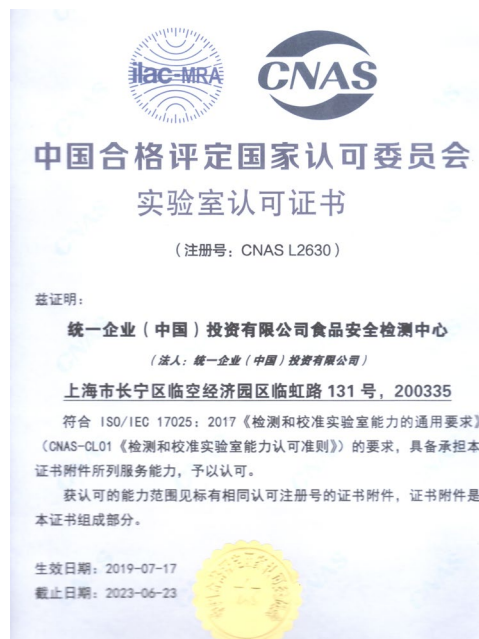 ilac-MRA
CNAS
中国合格评定国家认可委员会
实验室认可证书
（注册号：CNAS L2630）
兹证明：
统一企业（中国）投资有限公司食品安全检测中心
（法人：统一企业（中国）投资有限公司）
上海市长宁区临空经济园区临虹路 131 号，200335
符合 ISO/IEC 17025：2017《检测和校准实验室能力的通用要求》
（CNAS-CL01《检测和校准实验室能力认可准则》）的要求，具备承担本
证书附件所列服务能力，予以认可。
获认可的能力范围见标有相同认可注册号的证书附件，证书附件是
本证书组成部分。
生效日期：2019-07-17
截止日期：2023-06-23